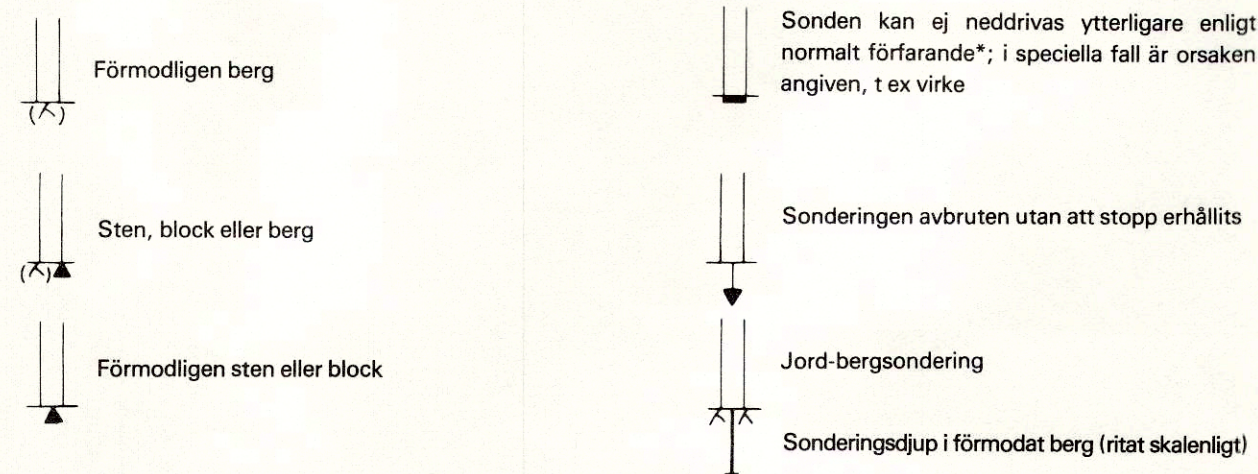 Förmodligen berg
Sten, block eller berg
Förmodligen sten eller block
Sonden kan ej neddrivas ytterligare enligt
normalt förfarande*; i speciella fall är orsaken
angiven, t ex virke
Sonderingen avbruten utan att stopp erhållits
Jord-bergsondering
Sonderingsdjup i förmodat berg (ritat skalenligt)